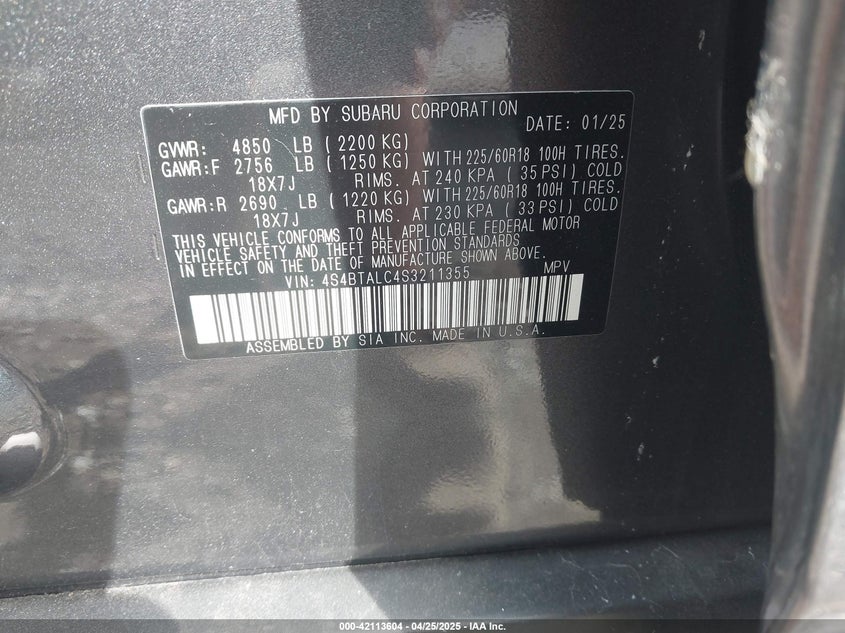 MFD BY SUBARU CORPORATION
DATE: 01/25
GVWR: 4850 LB (2200 KG)
GAWR:F 2756 LB (1250 KG) WITH 225/60R18 100H TIRES.
18X7J RIMS. AT 240 KPA (35 PSI) COLD
GAWR:R 2690 LB (1220 KG) WITH 225/60R18 100H TIRES.
18X7J RIMS. AT 230 KPA (33 PSI) COLD
THIS VEHICLE CONFORMS TO ALL APPLICABLE FEDERAL MOTOR
VEHICLE SAFETY AND THEFT PREVENTION STANDARDS
IN EFFECT ON THE DATE OF MANUFACTURE SHOWN ABOVE.
VIN: 4S4BTALC4S3211355 MPV
ASSEMBLED BY SIA INC. MADE IN U.S.A.
000-42113604 / 04/25/2025 - IAA Inc.